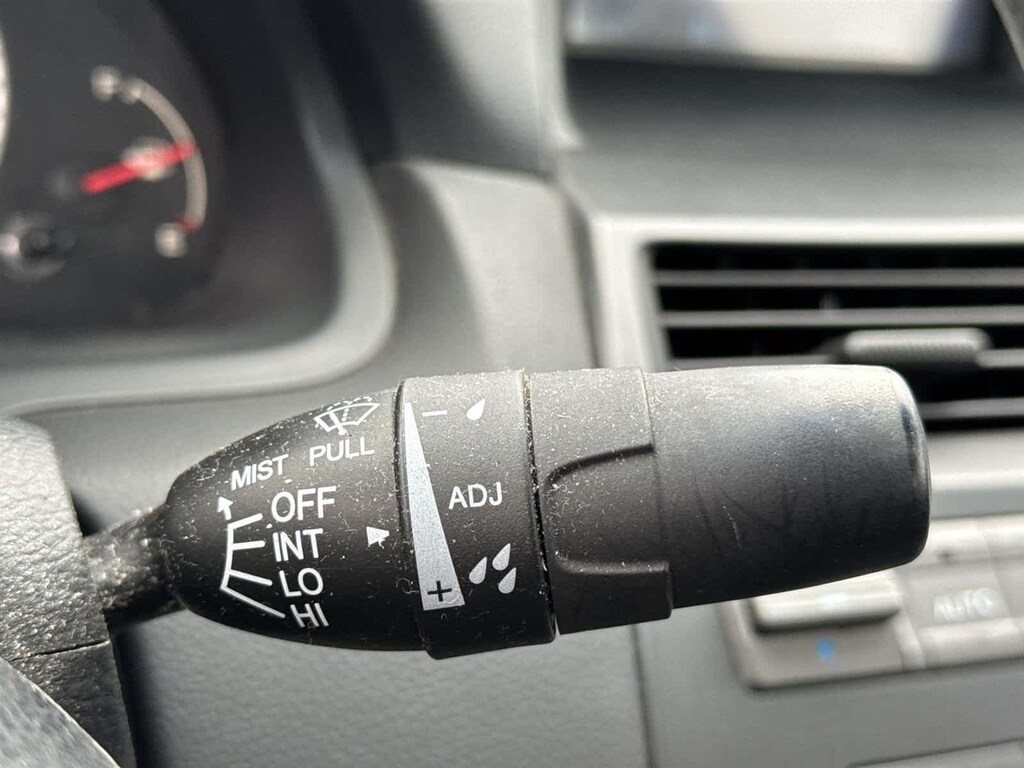 MIST PULL
OFF
INT
LO
HI
−
ADJ
+
AUTO